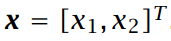 𝒙 = [x₁, x₂]ᵀ